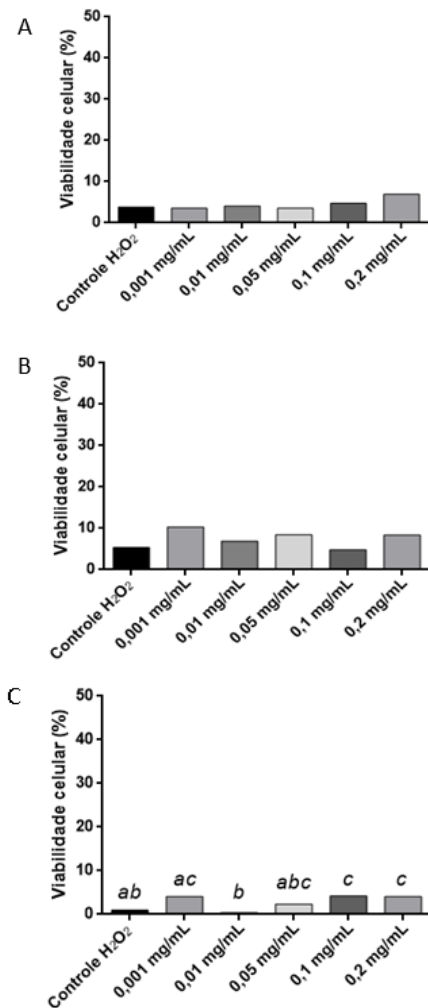 A
Viabilidade celular (%)
50
40
30
20
10
0
Controle H₂O₂
0,001 mg/mL
0,01 mg/mL
0,05 mg/mL
0,1 mg/mL
0,2 mg/mL
B
Viabilidade celular (%)
50
40
30
20
10
0
Controle H₂O₂
0,001 mg/mL
0,01 mg/mL
0,05 mg/mL
0,1 mg/mL
0,2 mg/mL
C
Viabilidade celular (%)
50
40
30
20
10
0
ab
ac
b
abc
c
c
Controle H₂O₂
0,001 mg/mL
0,01 mg/mL
0,05 mg/mL
0,1 mg/mL
0,2 mg/mL